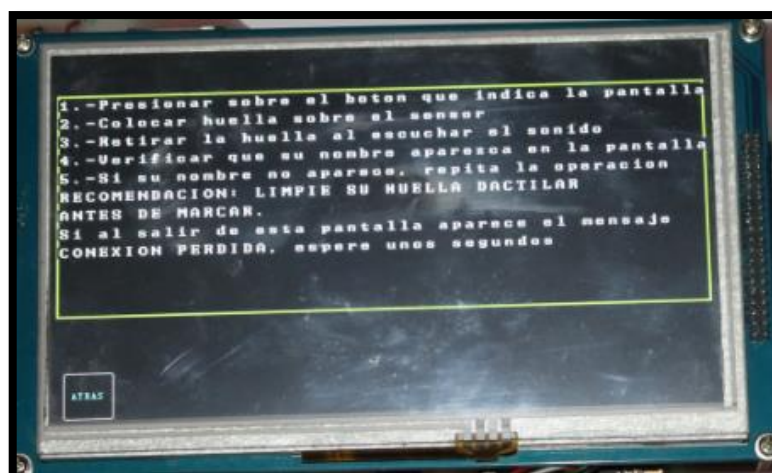 1.-Presionar sobre el boton que indica la pantalla
2.-Colocar huella sobre el sensor
3.-Retirar la huella al escuchar el sonido
4.-Verificar que su nombre aparezca en la pantalla
5.-Si su nombre no aparece, repita la operacion
RECOMENDACION: LIMPIE SU HUELLA DACTILAR
ANTES DE MARCAR.
Si al salir de esta pantalla aparece el mensaje
CONEXION PERDIDA, espere unos segundos
ATRAS